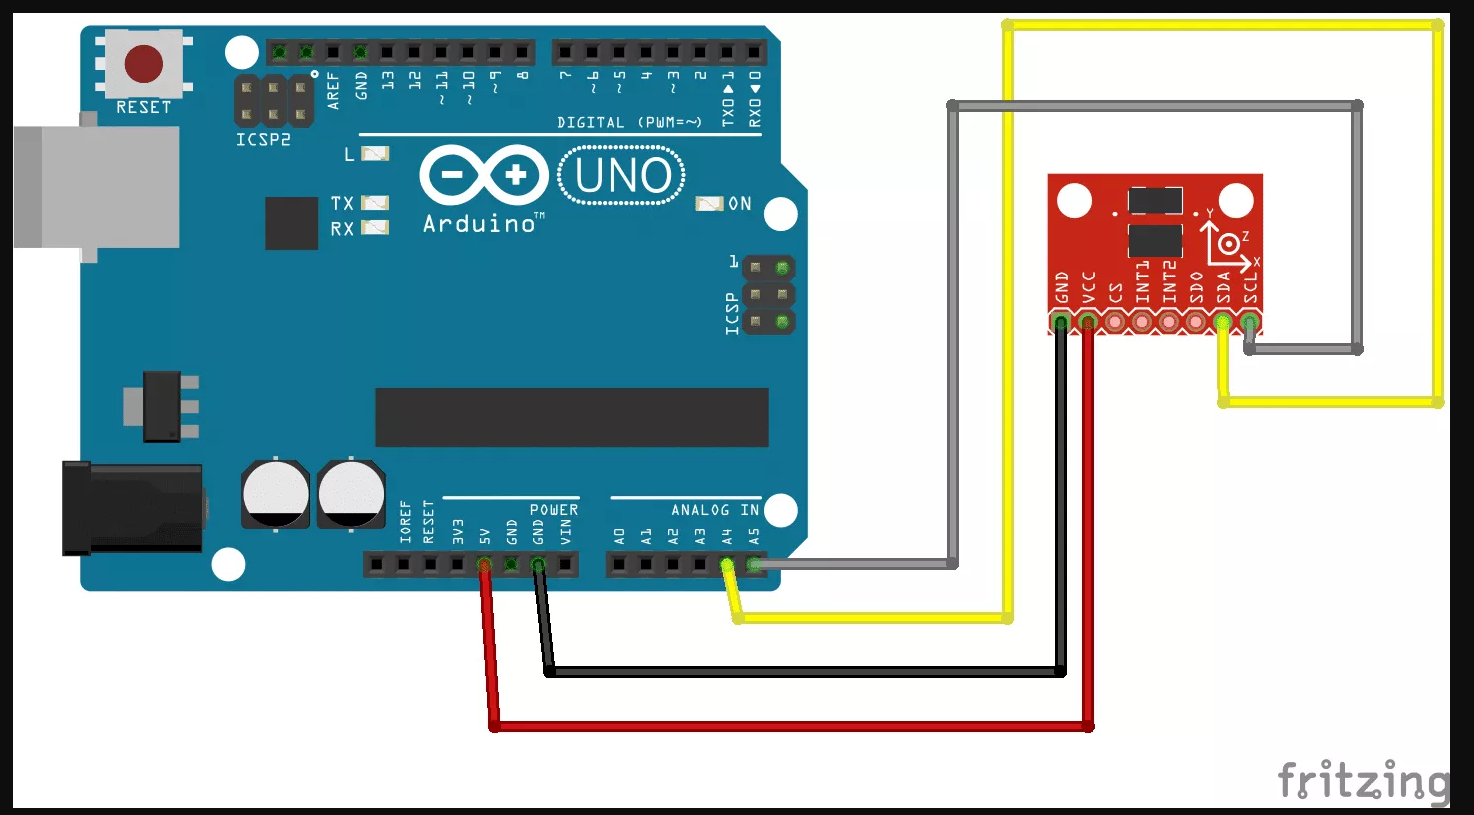 RESET
ICSP2
AREF
GND
13
12
~11
~10
~9
8
7
~6
~5
4
~3
2
TX0▶1
RX0◀0
DIGITAL (PWM=~)
L
TX
RX
Arduino™
UNO
ON
1
ICSP
POWER
ANALOG IN
IOREF
RESET
3V3
5V
GND
GND
VIN
A0
A1
A2
A3
A4
A5
Y
Z
X
GND
VCC
CS
INT1
INT2
SDO
SDA
SCL
fritzing